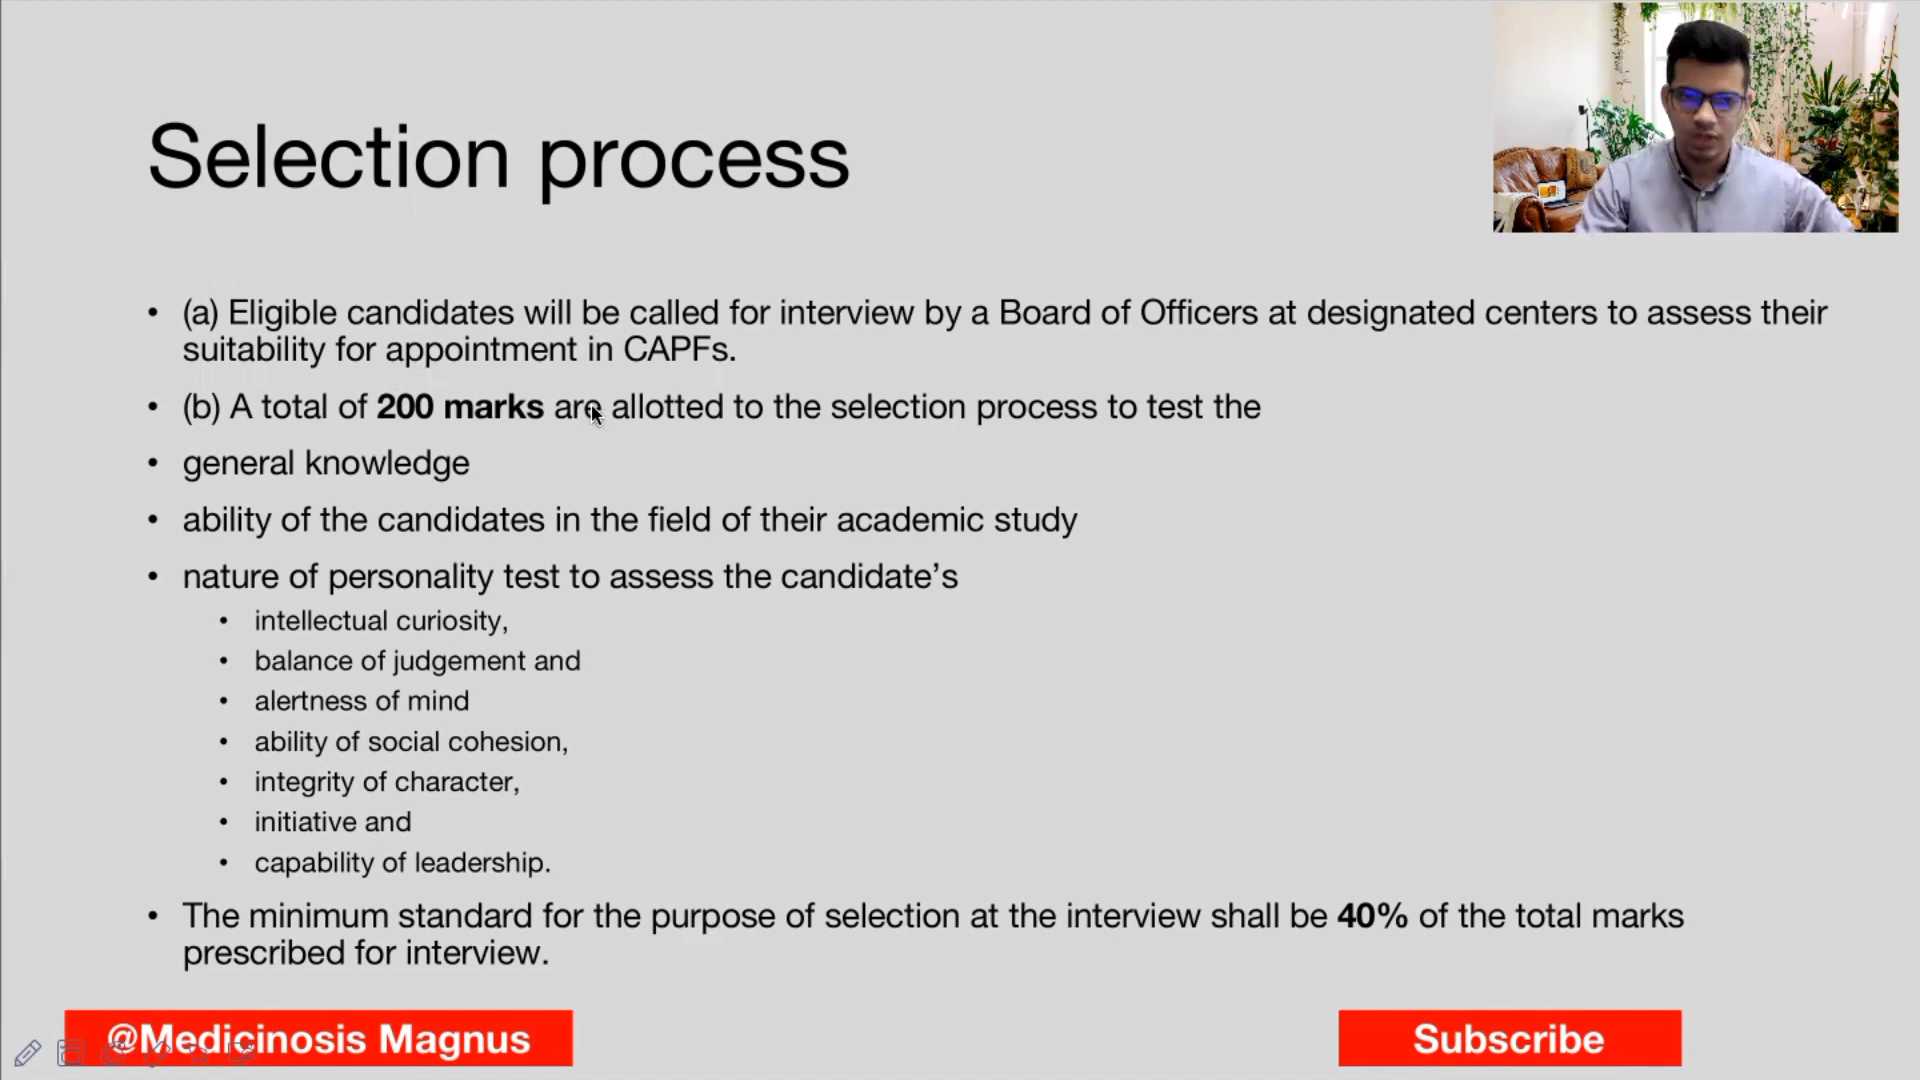 Selection process
• (a) Eligible candidates will be called for interview by a Board of Officers at designated centers to assess their
suitability for appointment in CAPFs.
• (b) A total of 200 marks are allotted to the selection process to test the
• general knowledge
• ability of the candidates in the field of their academic study
• nature of personality test to assess the candidate’s
• intellectual curiosity,
• balance of judgement and
• alertness of mind
• ability of social cohesion,
• integrity of character,
• initiative and
• capability of leadership.
• The minimum standard for the purpose of selection at the interview shall be 40% of the total marks
prescribed for interview.
@Medicinosis Magnus
Subscribe